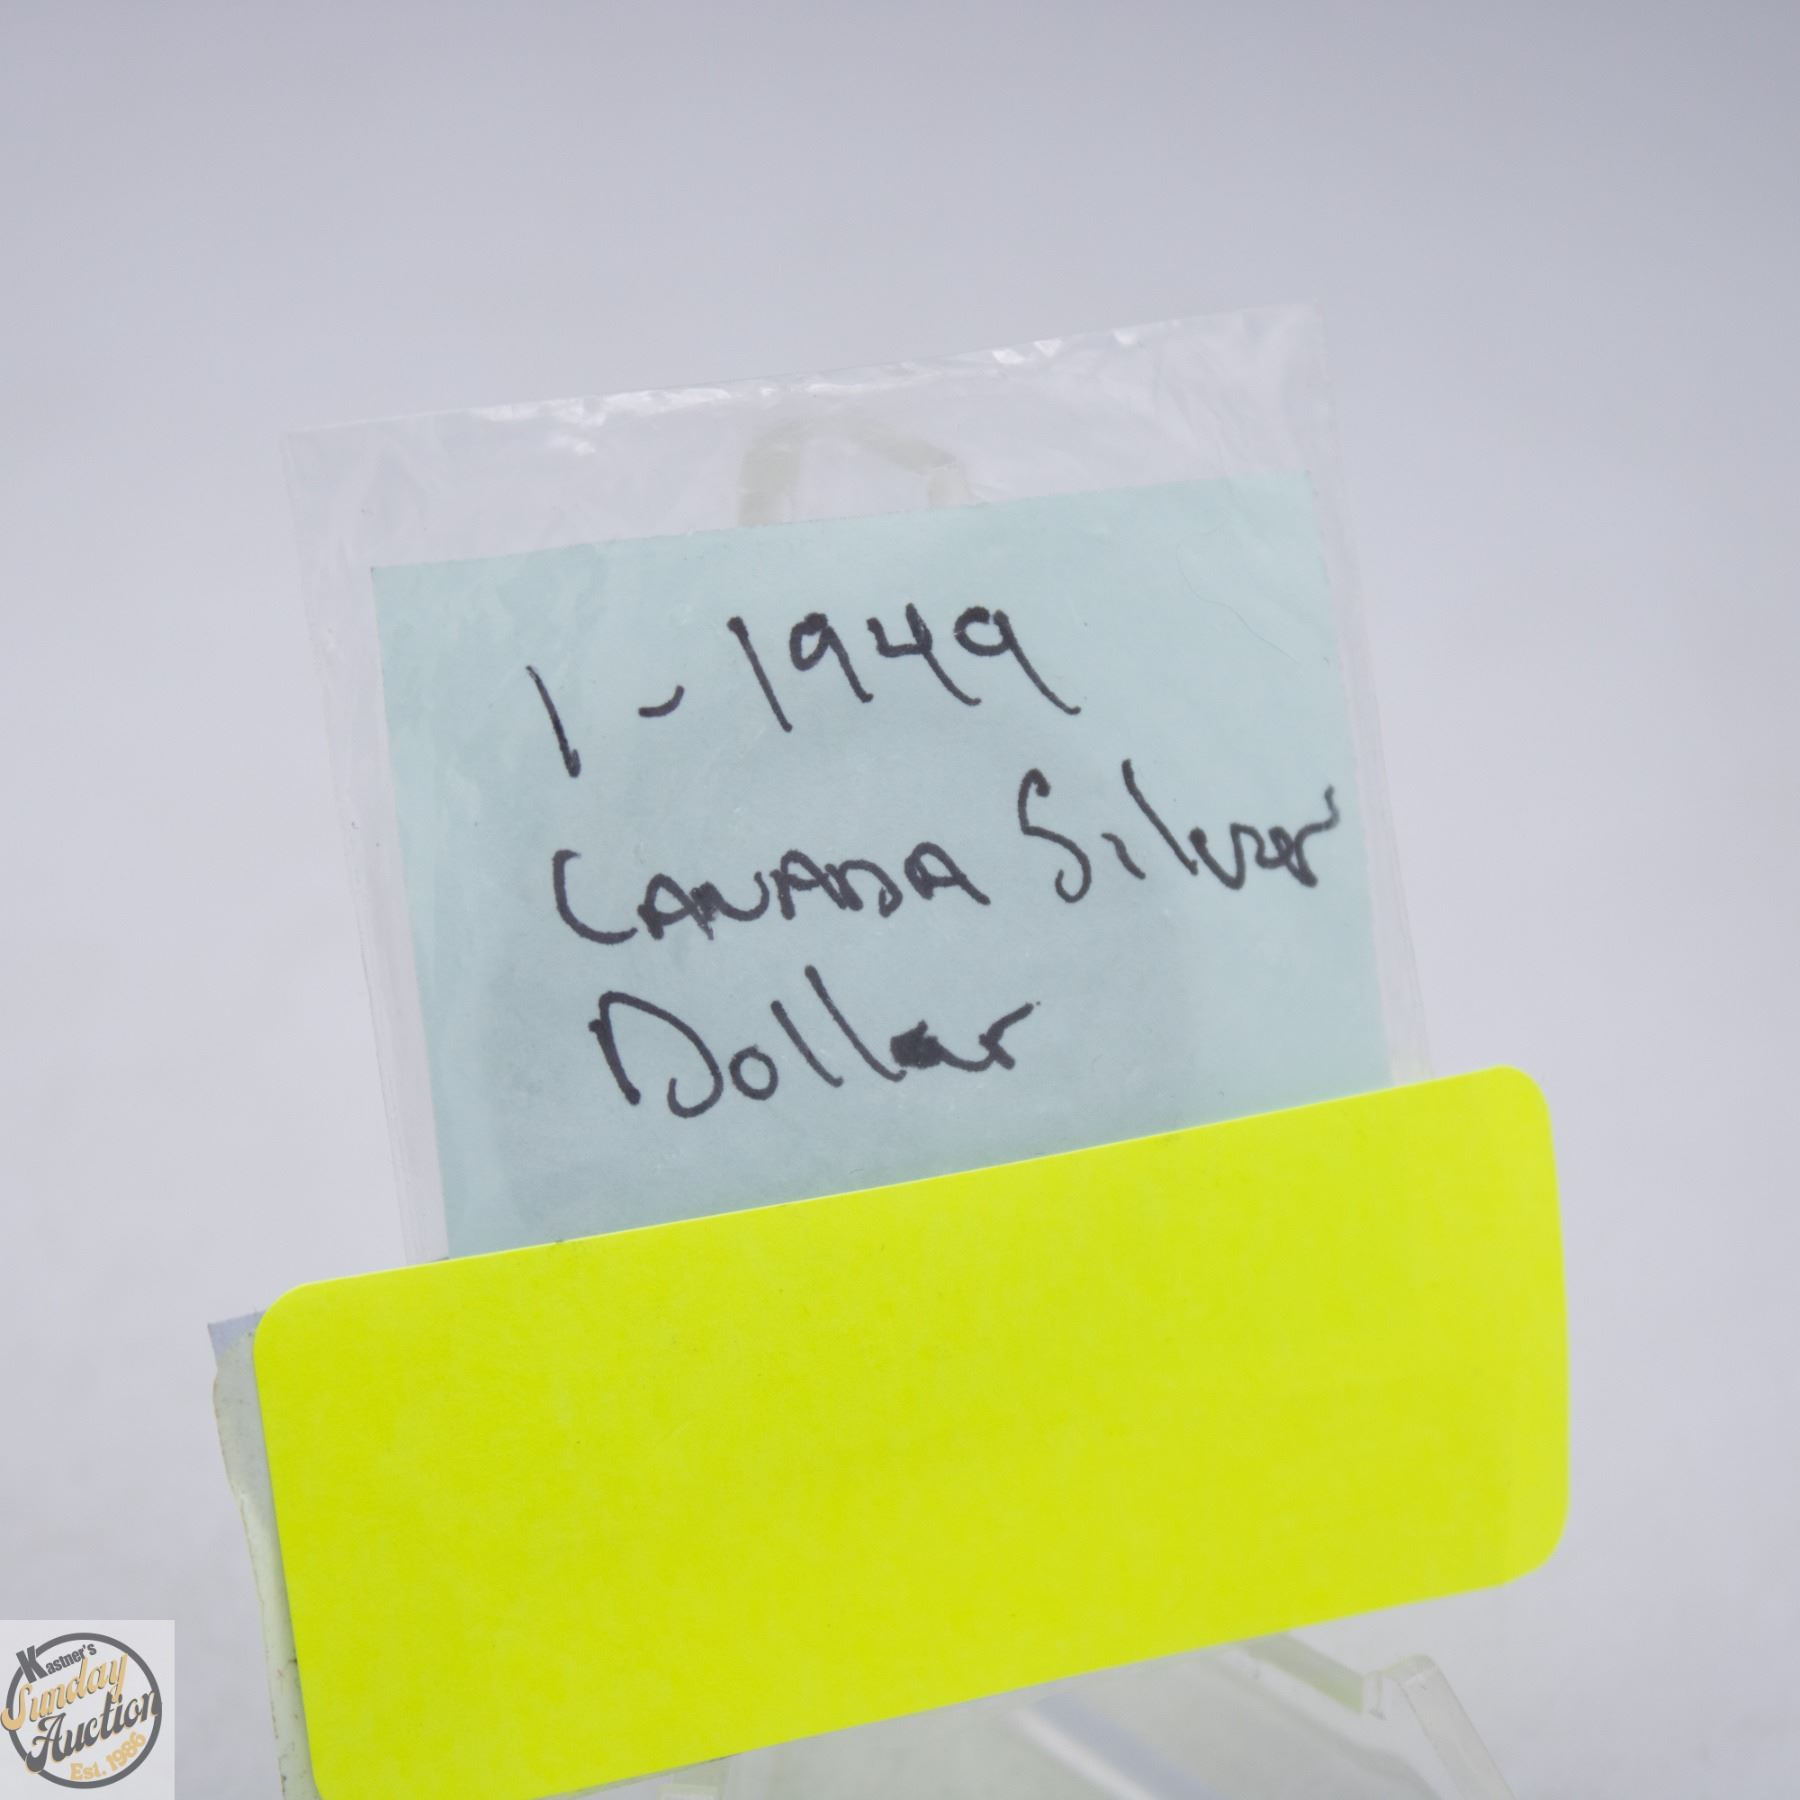 1 - 1949
CANADA Silver
Dollar
Kastner's
Sunday
Auction
Est. 1986